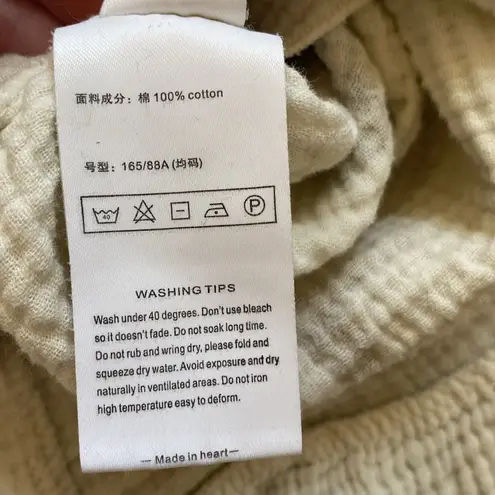 面料成分：棉 100% cotton
号型：165/88A (均码)
40 P
WASHING TIPS
Wash under 40 degrees. Don't use bleach
so it doesn't fade. Do not soak long time.
Do not rub and wring dry, please fold and
squeeze dry water. Avoid exposure and dry
naturally in ventilated areas. Do not iron
high temperature easy to deform.
— Made in heart—